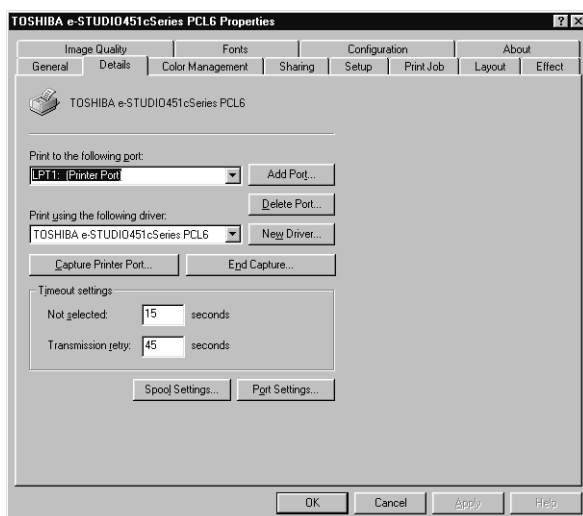 TOSHIBA e-STUDIO451cSeries PCL6 Properties
Image Quality Fonts Configuration About
General Details Color Management Sharing Setup Print Job Layout Effect
TOSHIBA e-STUDIO451cSeries PCL6
Print to the following port:
LPT1: (Printer Port) Add Port...
Delete Port...
Print using the following driver:
TOSHIBA e-STUDIO451cSeries PCL6 New Driver...
Capture Printer Port... End Capture...
Timeout settings
Not selected: 15 seconds
Transmission retry: 45 seconds
Spool Settings... Port Settings...
OK Cancel Apply Help